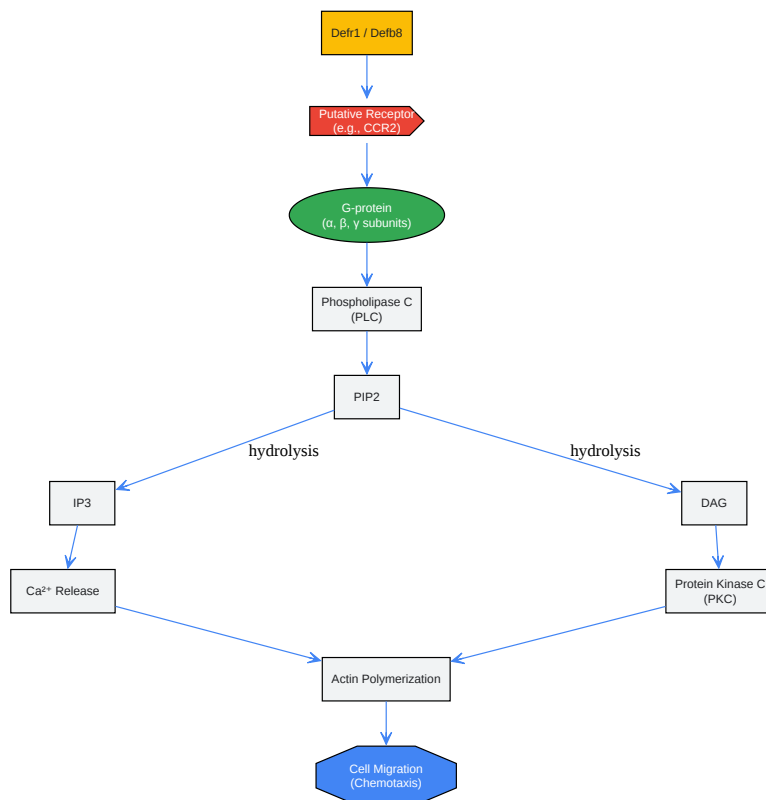 Defr1 / Defb8
Putative Receptor
(e.g., CCR2)
G-protein
(α, β, γ subunits)
Phospholipase C
(PLC)
PIP2
hydrolysis
hydrolysis
IP3
DAG
Ca²⁺ Release
Protein Kinase C
(PKC)
Actin Polymerization
Cell Migration
(Chemotaxis)